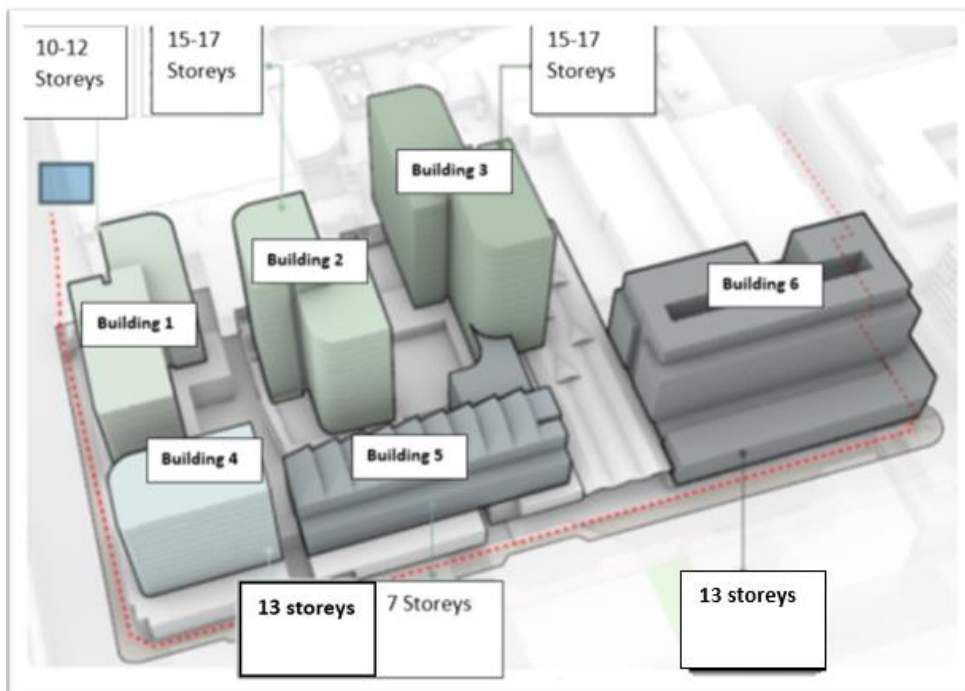 10-12
Storeys
15-17
Storeys
15-17
Storeys
Building 3
Building 2
Building 6
Building 1
Building 4
Building 5
13 storeys
7 Storeys
13 storeys